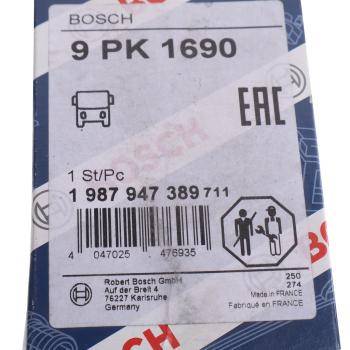 BOSCH
9 PK 1690
EAC
1 St/Pc
1 987 947 389 711
4 047025 476935
Robert Bosch GmbH
Auf der Breit 4
76227 Karlsruhe
Germany
250
274
Made in FRANCE
Fabriqué en FRANCE
BOSCH